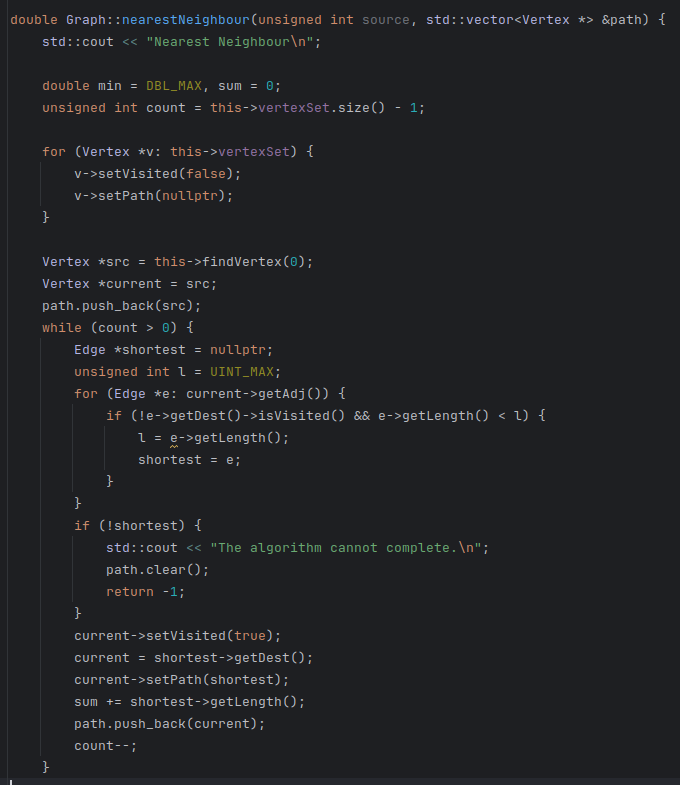 double Graph::nearestNeighbour(unsigned int source, std::vector<Vertex *> &path) {
    std::cout << "Nearest Neighbour\n";

    double min = DBL_MAX, sum = 0;
    unsigned int count = this->vertexSet.size() - 1;

    for (Vertex *v: this->vertexSet) {
        v->setVisited(false);
        v->setPath(nullptr);
    }

    Vertex *src = this->findVertex(0);
    Vertex *current = src;
    path.push_back(src);
    while (count > 0) {
        Edge *shortest = nullptr;
        unsigned int l = UINT_MAX;
        for (Edge *e: current->getAdj()) {
            if (!e->getDest()->isVisited() && e->getLength() < l) {
                l = e->getLength();
                shortest = e;
            }
        }
        if (!shortest) {
            std::cout << "The algorithm cannot complete.\n";
            path.clear();
            return -1;
        }
        current->setVisited(true);
        current = shortest->getDest();
        current->setPath(shortest);
        sum += shortest->getLength();
        path.push_back(current);
        count--;
    }